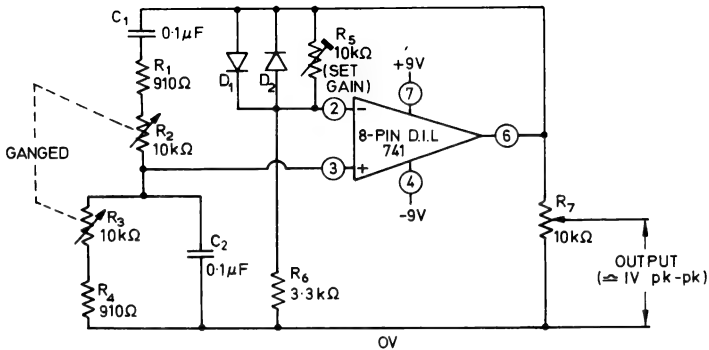 C1
0·1µF
R1
910Ω
R2
10kΩ
GANGED
R3
10kΩ
R4
910Ω
C2
0·1µF
D1
D2
R5
10kΩ
(SET
GAIN)
R6
3·3kΩ
2
−
3
+
8-PIN D.I.L
741
+9V
7
4
-9V
6
R7
10kΩ
OUTPUT
(≏ 1V pk-pk)
0V